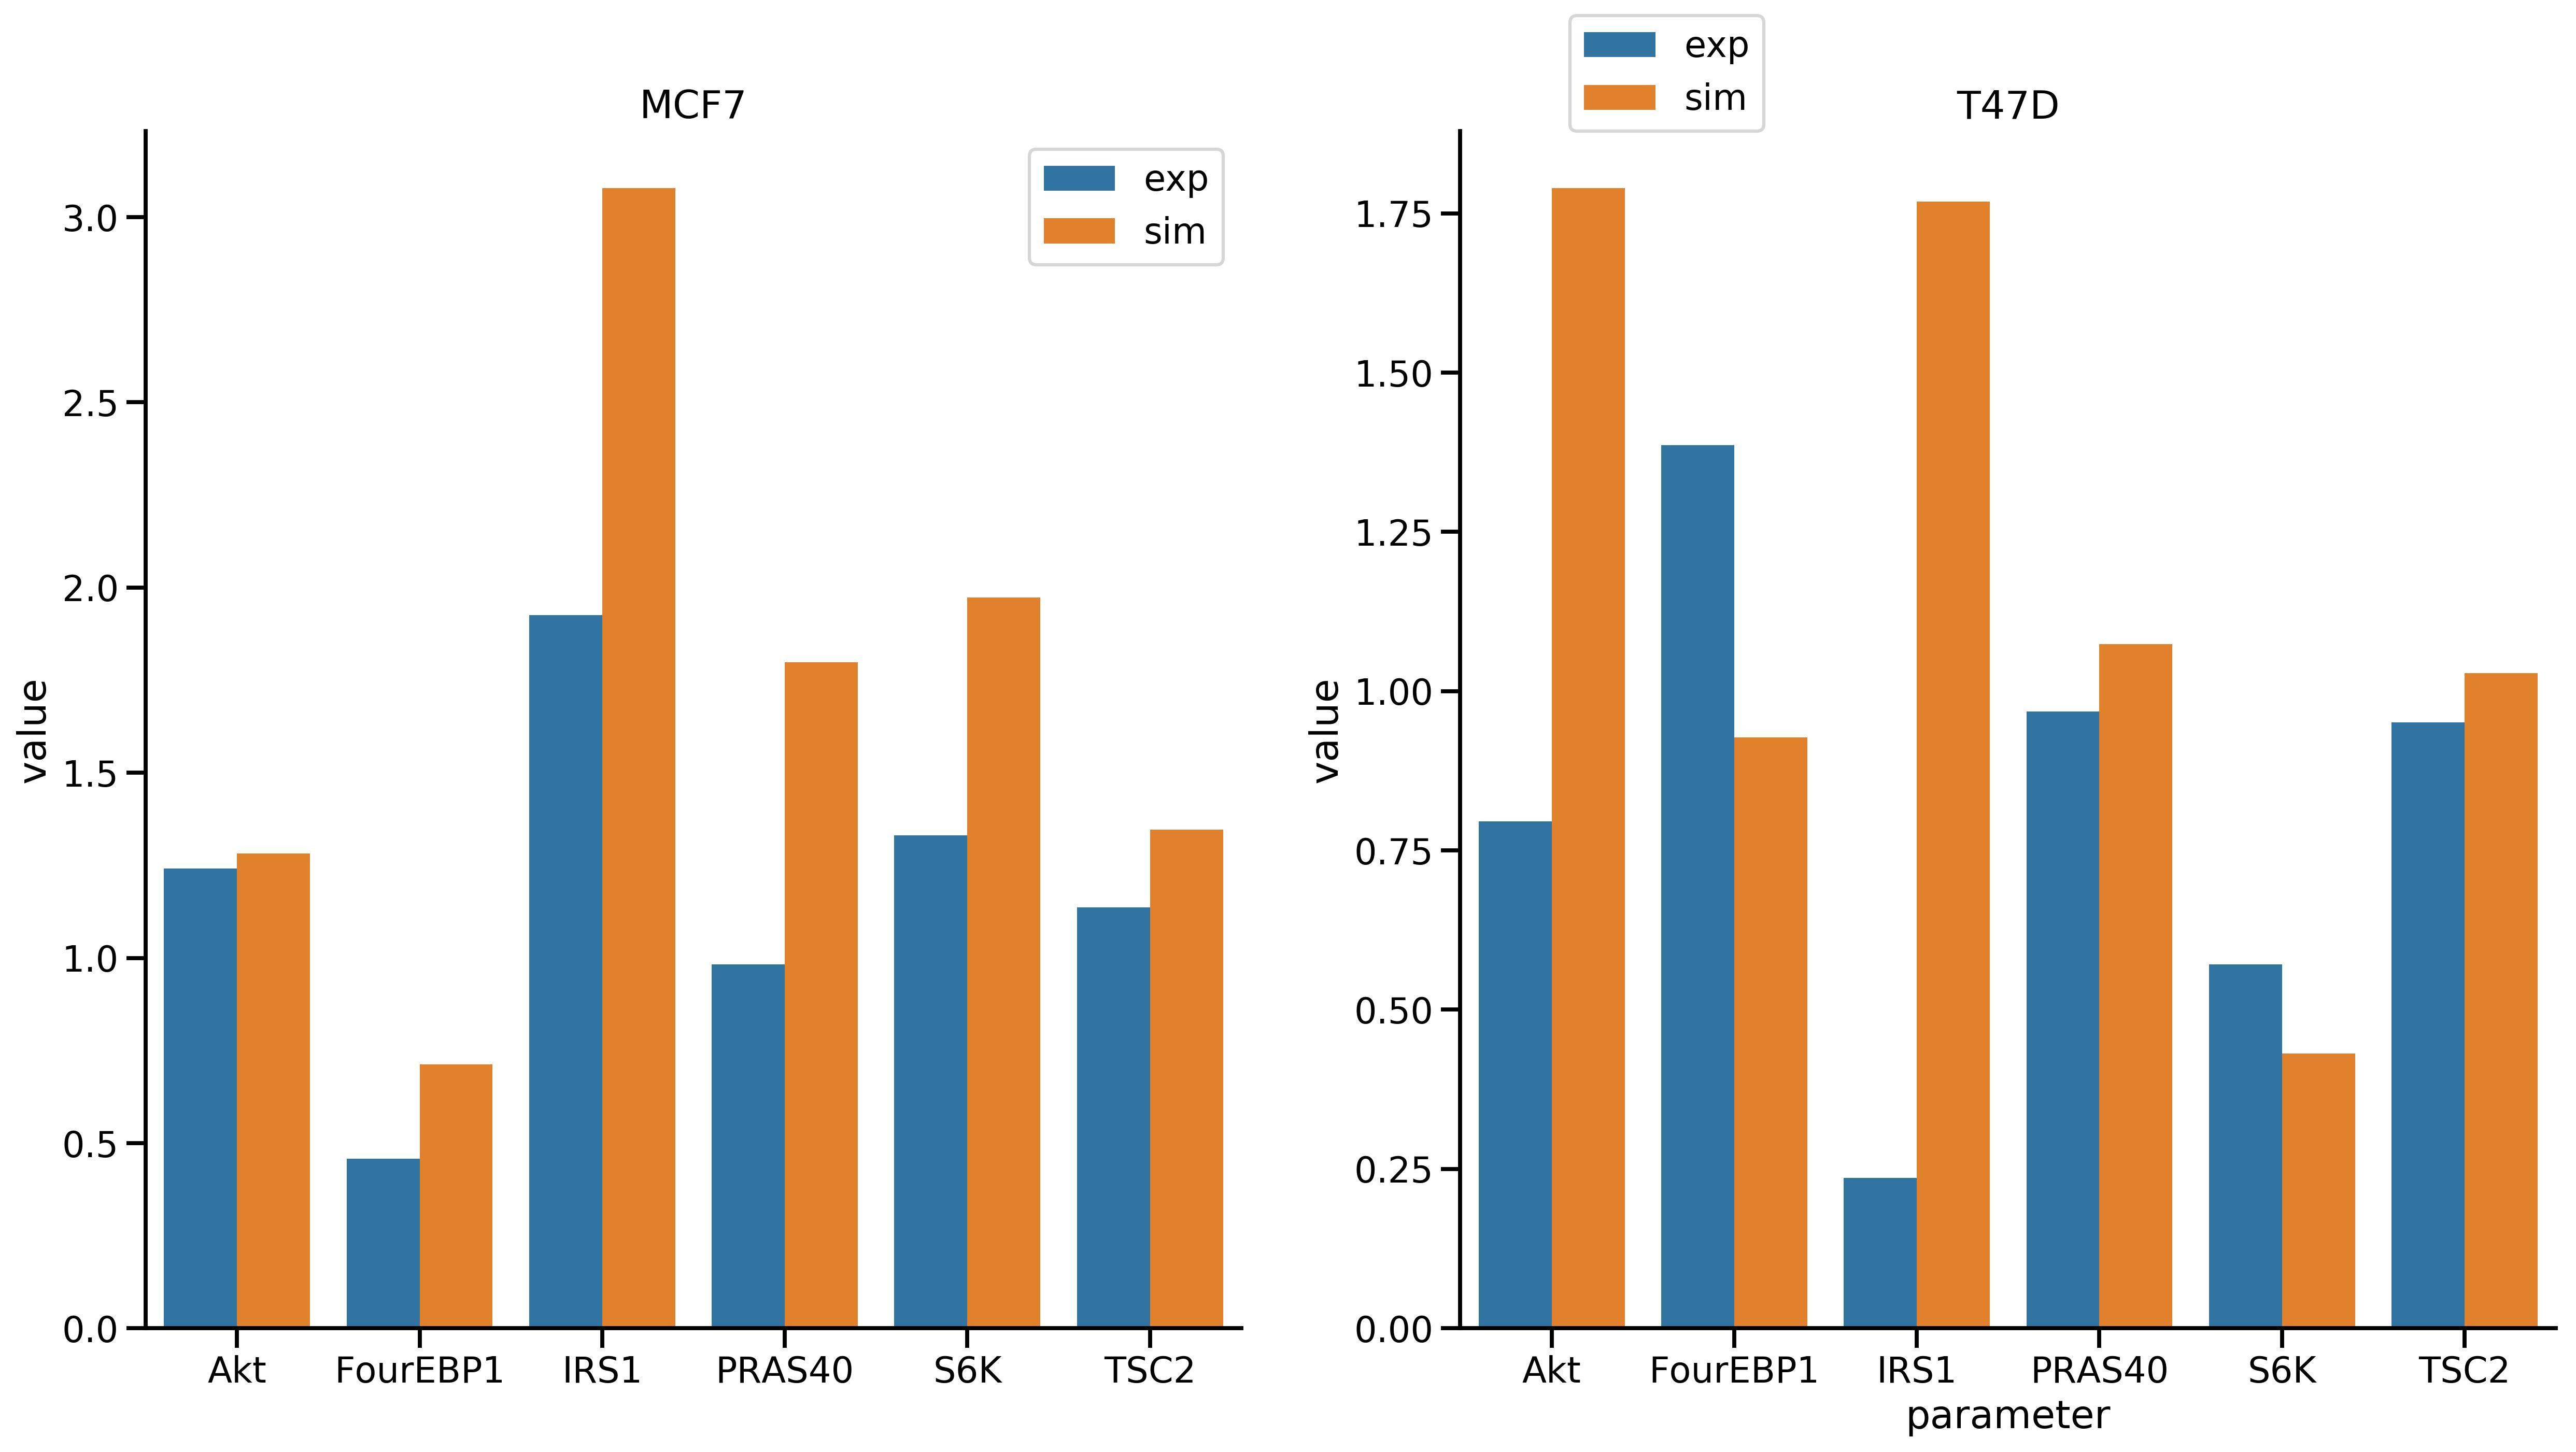 MCF7
exp
sim
value
3.0
2.5
2.0
1.5
1.0
0.5
0.0
Akt FourEBP1 IRS1 PRAS40 S6K TSC2
exp
sim
T47D
value
1.75
1.50
1.25
1.00
0.75
0.50
0.25
0.00
Akt FourEBP1 IRS1 PRAS40 S6K TSC2
parameter